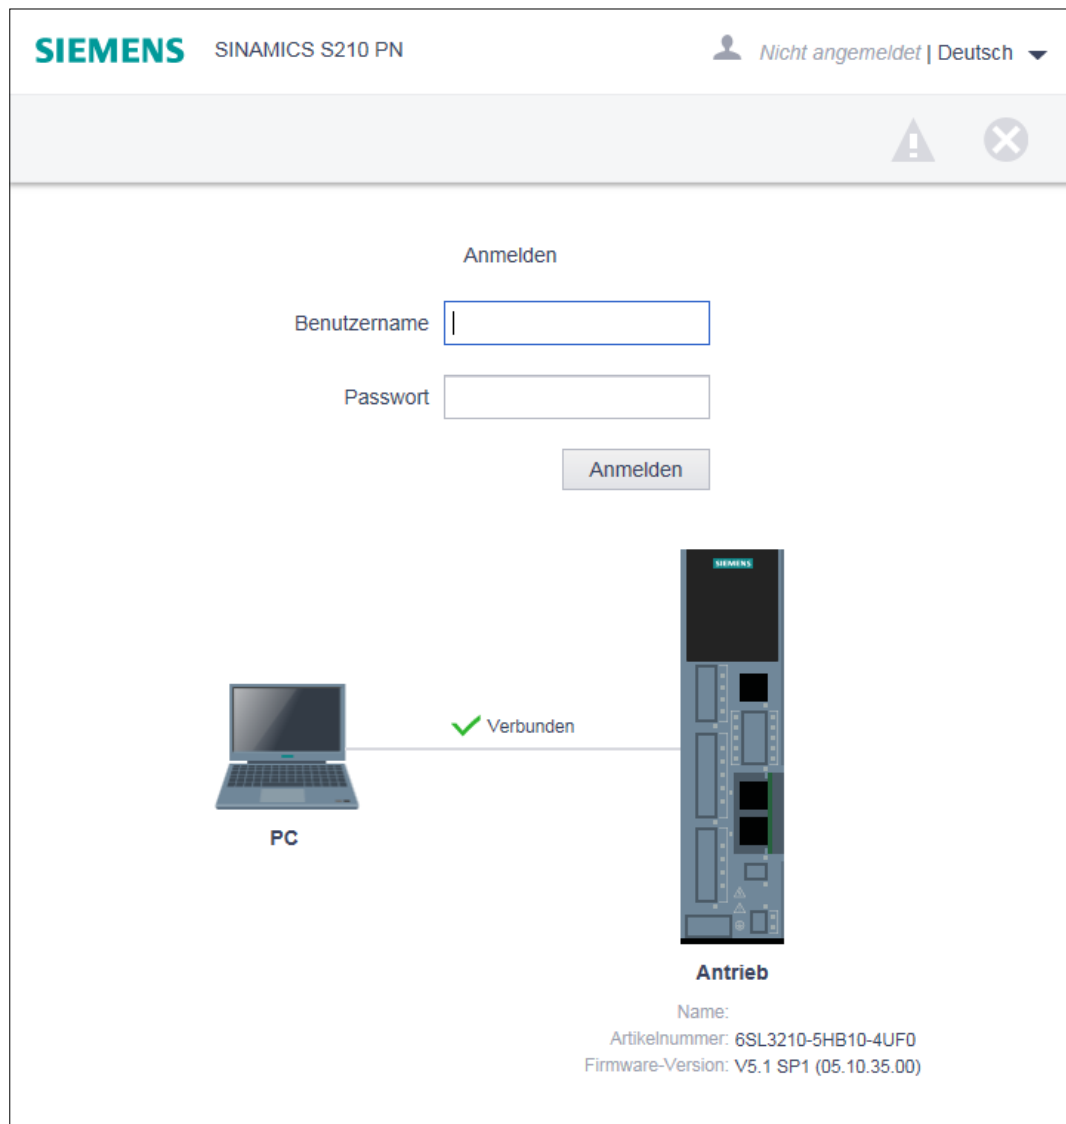 SIEMENS SINAMICS S210 PN Nicht angemeldet | Deutsch
Anmelden
Benutzername
Passwort
Anmelden
SIEMENS
Verbunden
PC
Antrieb
Name:
Artikelnummer: 6SL3210-5HB10-4UF0
Firmware-Version: V5.1 SP1 (05.10.35.00)